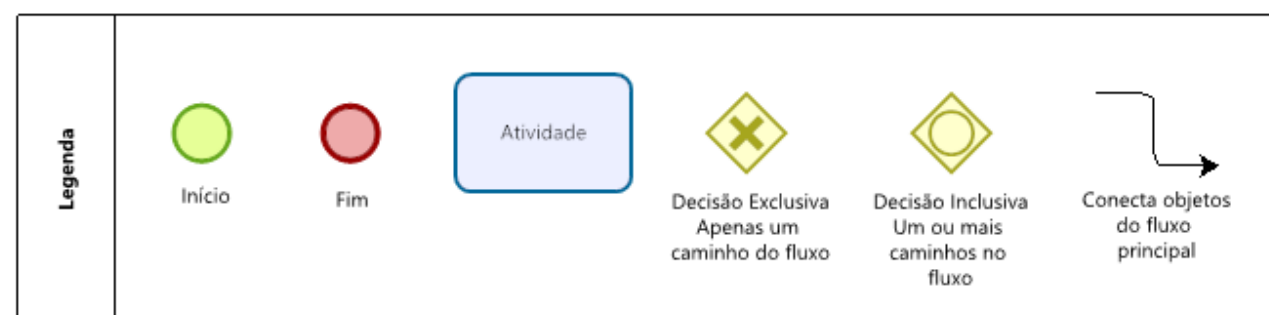 Legenda
Início
Fim
Atividade
Decisão Exclusiva
Apenas um
caminho do fluxo
Decisão Inclusiva
Um ou mais
caminhos no
fluxo
Conecta objetos
do fluxo
principal